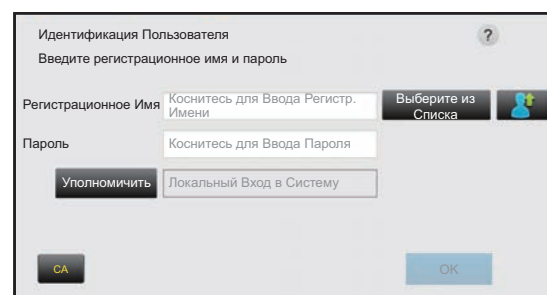 Идентификация Пользователя
?
Введите регистрационное имя и пароль
Регистрационное Имя
Коснитесь для Ввода Регистр.
Имени
Выберите из
Списка
Пароль
Коснитесь для Ввода Пароля
Уполномичить
Локальный Вход в Систему
CA
OK